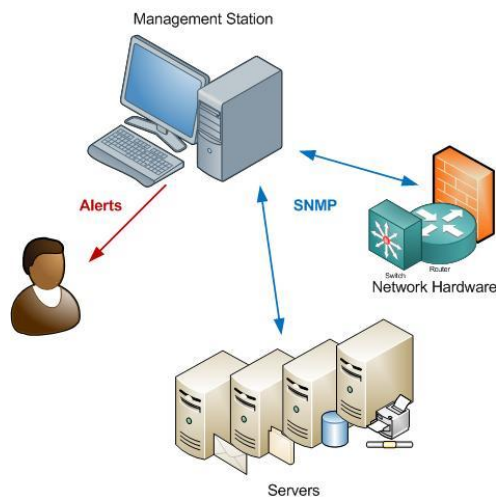 Management Station
Alerts
SNMP
Switch
Router
Network Hardware
Servers